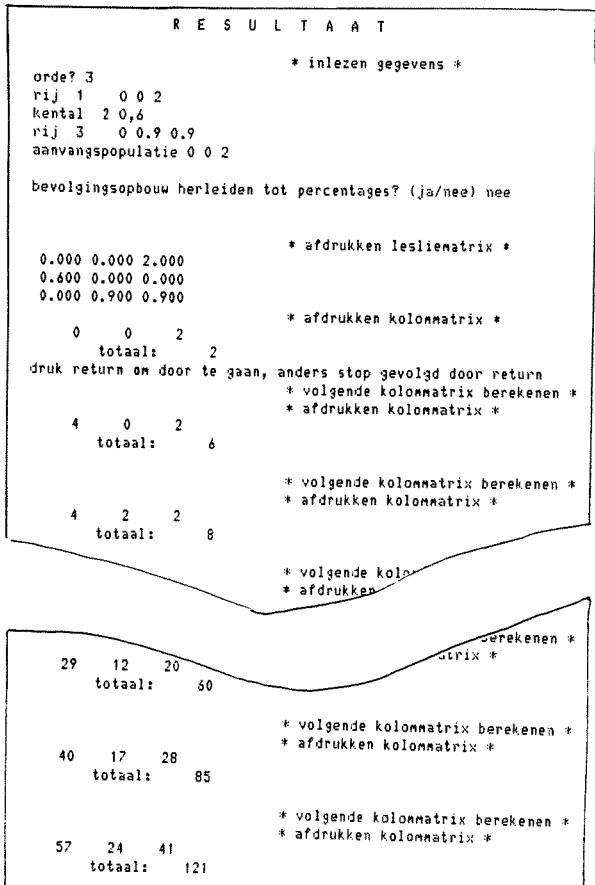 R E S U L T A A T
* inlezen gegevens *
orde? 3
rij 1 0 0 2
kental 2 0,6
rij 3 0 0.9 0.9
aanvangspopulatie 0 0 2
bevolgingsopbouw herleiden tot percentages? (ja/nee) nee
* afdrukken lesliematrix *
0.000 0.000 2.000
0.600 0.000 0.000
0.000 0.900 0.900
* afdrukken kolommatrix *
0 0 2
totaal: 2
druk return om door te gaan, anders stop gevolgd door return
* volgende kolommatrix berekenen *
* afdrukken kolommatrix *
4 0 2
totaal: 6
* volgende kolommatrix berekenen *
* afdrukken kolommatrix *
4 2 2
totaal: 8
* volgende
* afdrukken
berekenen *
*
29 12 20
totaal: 60
* volgende kolommatrix berekenen *
* afdrukken kolommatrix *
40 17 28
totaal: 85
* volgende kolommatrix berekenen *
* afdrukken kolommatrix *
57 24 41
totaal: 121